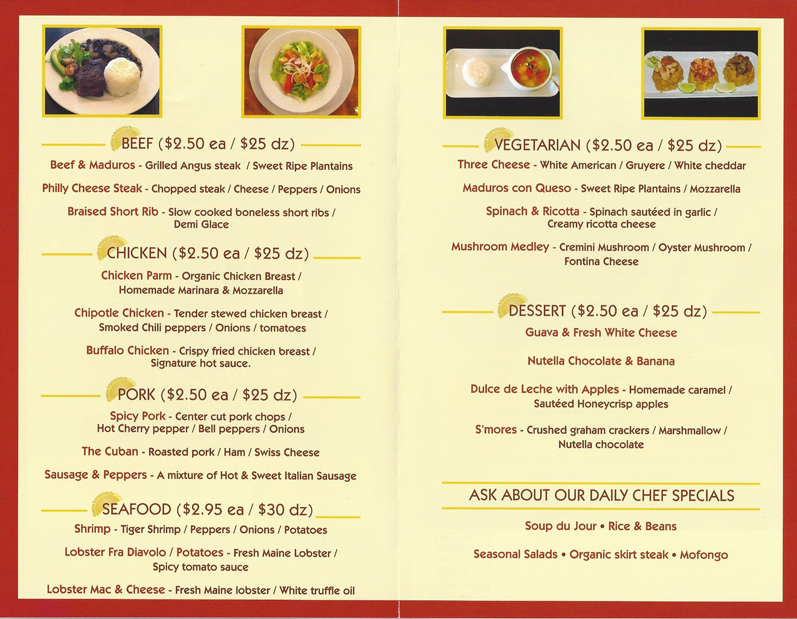 BEEF ($2.50 ea / $25 dz)
Beef & Maduros - Grilled Angus steak / Sweet Ripe Plantains
Philly Cheese Steak - Chopped steak / Cheese / Peppers / Onions
Braised Short Rib - Slow cooked boneless short ribs /
Demi Glace
CHICKEN ($2.50 ea / $25 dz)
Chicken Parm - Organic Chicken Breast /
Homemade Marinara & Mozzarella
Chipotle Chicken - Tender stewed chicken breast /
Smoked Chili peppers / Onions / tomatoes
Buffalo Chicken - Crispy fried chicken breast /
Signature hot sauce.
PORK ($2.50 ea / $25 dz)
Spicy Pork - Center cut pork chops /
Hot Cherry pepper / Bell peppers / Onions
The Cuban - Roasted pork / Ham / Swiss Cheese
Sausage & Peppers - A mixture of Hot & Sweet Italian Sausage
SEAFOOD ($2.95 ea / $30 dz)
Shrimp - Tiger Shrimp / Peppers / Onions / Potatoes
Lobster Fra Diavolo / Potatoes - Fresh Maine Lobster /
Spicy tomato sauce
Lobster Mac & Cheese - Fresh Maine lobster / White truffle oil
VEGETARIAN ($2.50 ea / $25 dz)
Three Cheese - White American / Gruyere / White cheddar
Maduros con Queso - Sweet Ripe Plantains / Mozzarella
Spinach & Ricotta - Spinach sautéed in garlic /
Creamy ricotta cheese
Mushroom Medley - Cremini Mushroom / Oyster Mushroom /
Fontina Cheese
DESSERT ($2.50 ea / $25 dz)
Guava & Fresh White Cheese
Nutella Chocolate & Banana
Dulce de Leche with Apples - Homemade caramel /
Sautéed Honeycrisp apples
S'mores - Crushed graham crackers / Marshmallow /
Nutella chocolate
ASK ABOUT OUR DAILY CHEF SPECIALS
Soup du Jour • Rice & Beans
Seasonal Salads • Organic skirt steak • Mofongo